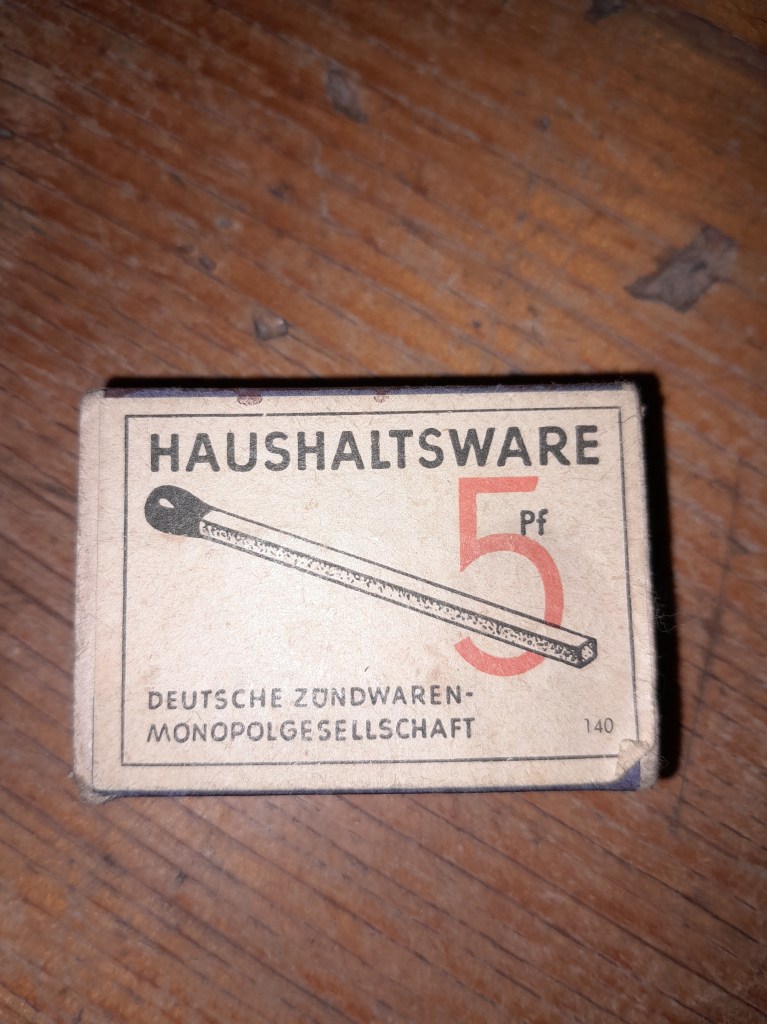 HAUSHALTSWARE
5 Pf
DEUTSCHE ZÜNDWAREN-
MONOPOLGESELLSCHAFT
140